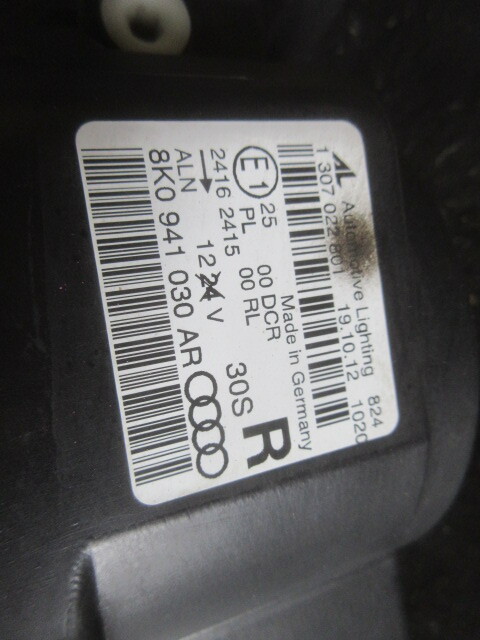 AL Automotive Lighting 824
1 307 022 801 19.10.12 1020
Made in Germany
E1 25 00 DCR R
PL 00 RL
2416 2415 30S
12 24 V
ALN
8K0 941 030 AR